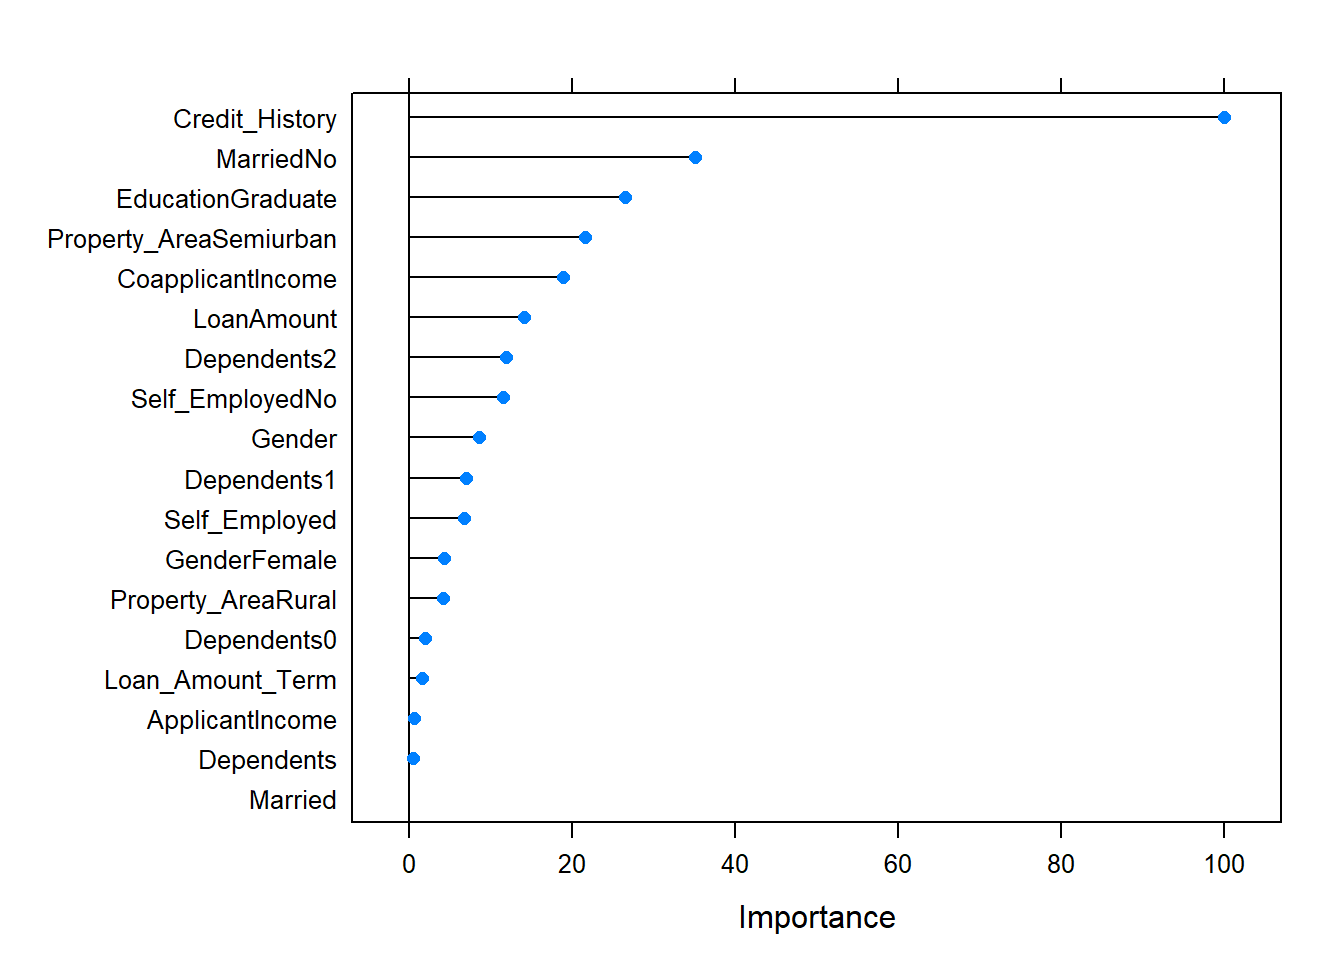 Credit_History
MarriedNo
EducationGraduate
Property_AreaSemiurban
CoapplicantIncome
LoanAmount
Dependents2
Self_EmployedNo
Gender
Dependents1
Self_Employed
GenderFemale
Property_AreaRural
Dependents0
Loan_Amount_Term
ApplicantIncome
Dependents
Married
0 20 40 60 80 100
Importance